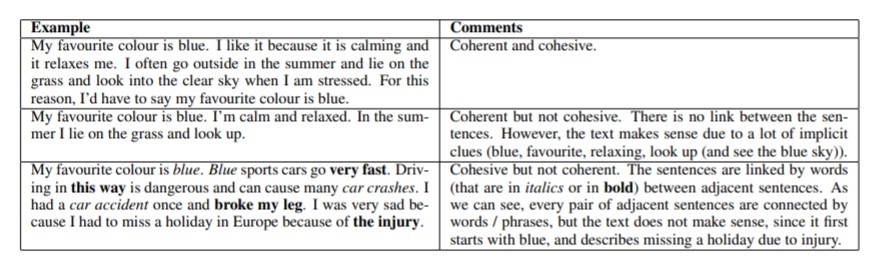 Example Comments
My favourite colour is blue. I like it because it is calming and
it relaxes me. I often go outside in the summer and lie on the
grass and look into the clear sky when I am stressed. For this
reason, I'd have to say my favourite colour is blue.
Coherent and cohesive.
My favourite colour is blue. I'm calm and relaxed. In the sum-
mer I lie on the grass and look up.
Coherent but not cohesive. There is no link between the sen-
tences. However, the text makes sense due to a lot of implicit
clues (blue, favourite, relaxing, look up (and see the blue sky)).
My favourite colour is blue. Blue sports cars go very fast. Driv-
ing in this way is dangerous and can cause many car crashes. I
had a car accident once and broke my leg. I was very sad be-
cause I had to miss a holiday in Europe because of the injury.
Cohesive but not coherent. The sentences are linked by words
(that are in italics or in bold) between adjacent sentences. As
we can see, every pair of adjacent sentences are connected by
words / phrases, but the text does not make sense, since it first
starts with blue, and describes missing a holiday due to injury.